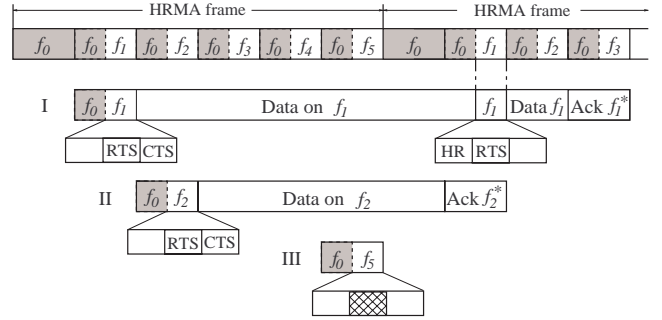 HRMA frame HRMA frame
f0 f0 f1 f0 f2 f0 f3 f0 f4 f0 f5 f0 f0 f1 f0 f2 f0 f3
I f0 f1 Data on f1 f1 Data f1 Ack f1*
RTS CTS HR RTS
II f0 f2 Data on f2 Ack f2*
RTS CTS
III f0 f5